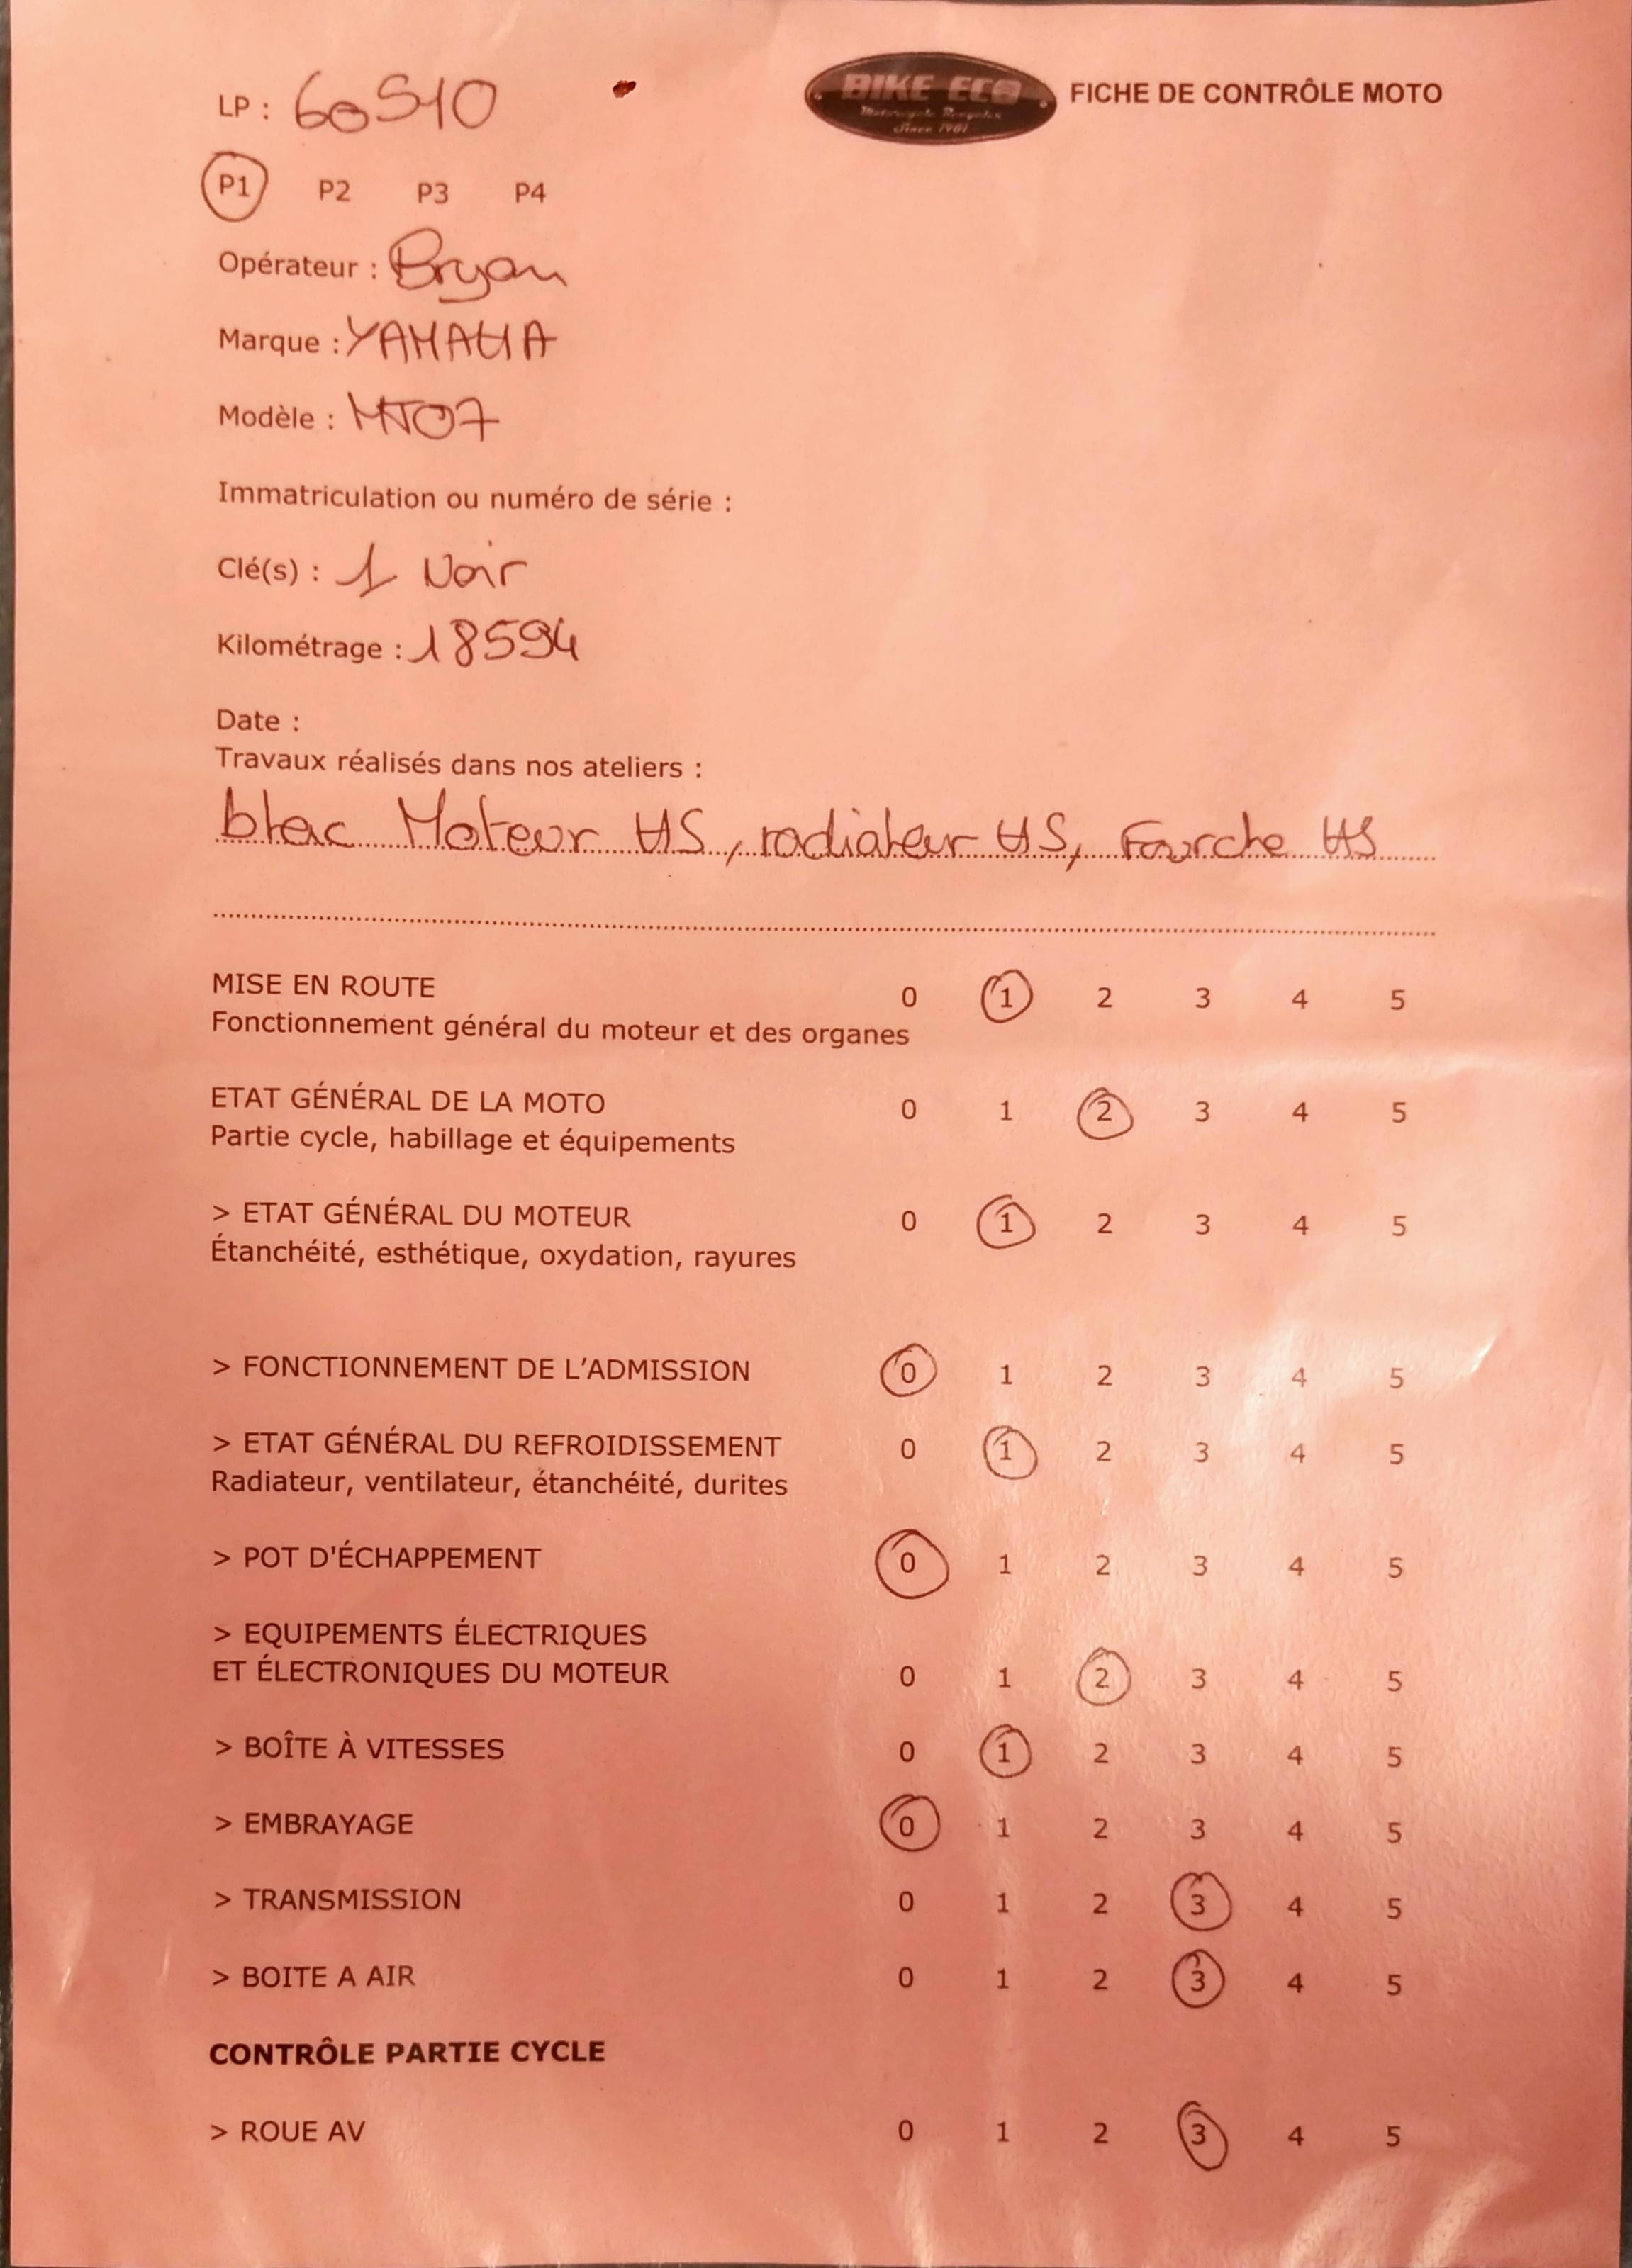 LP : 60510
BIKE ECO
Motorcycle Recycler
Since 1981
FICHE DE CONTRÔLE MOTO
P1 P2 P3 P4
Opérateur : Bryan
Marque : YAMAHA
Modèle : MT07
Immatriculation ou numéro de série :
Clé(s) : 1 Noir
Kilométrage : 18594
Date :
Travaux réalisés dans nos ateliers :
bloc Moteur HS, radiateur HS, Fourche HS
MISE EN ROUTE 0 1 2 3 4 5
Fonctionnement général du moteur et des organes
ETAT GÉNÉRAL DE LA MOTO 0 1 2 3 4 5
Partie cycle, habillage et équipements
> ETAT GÉNÉRAL DU MOTEUR 0 1 2 3 4 5
Étanchéité, esthétique, oxydation, rayures
> FONCTIONNEMENT DE L'ADMISSION 0 1 2 3 4 5
> ETAT GÉNÉRAL DU REFROIDISSEMENT 0 1 2 3 4 5
Radiateur, ventilateur, étanchéité, durites
> POT D'ÉCHAPPEMENT 0 1 2 3 4 5
> EQUIPEMENTS ÉLECTRIQUES
ET ÉLECTRONIQUES DU MOTEUR 0 1 2 3 4 5
> BOÎTE À VITESSES 0 1 2 3 4 5
> EMBRAYAGE 0 1 2 3 4 5
> TRANSMISSION 0 1 2 3 4 5
> BOITE A AIR 0 1 2 3 4 5
CONTRÔLE PARTIE CYCLE
> ROUE AV 0 1 2 3 4 5